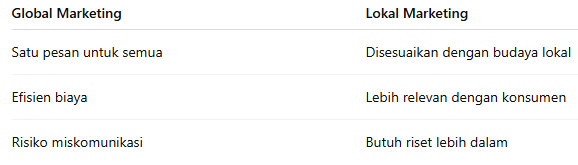 Global Marketing Lokal Marketing
Satu pesan untuk semua Disesuaikan dengan budaya lokal
Efisien biaya Lebih relevan dengan konsumen
Risiko miskomunikasi Butuh riset lebih dalam